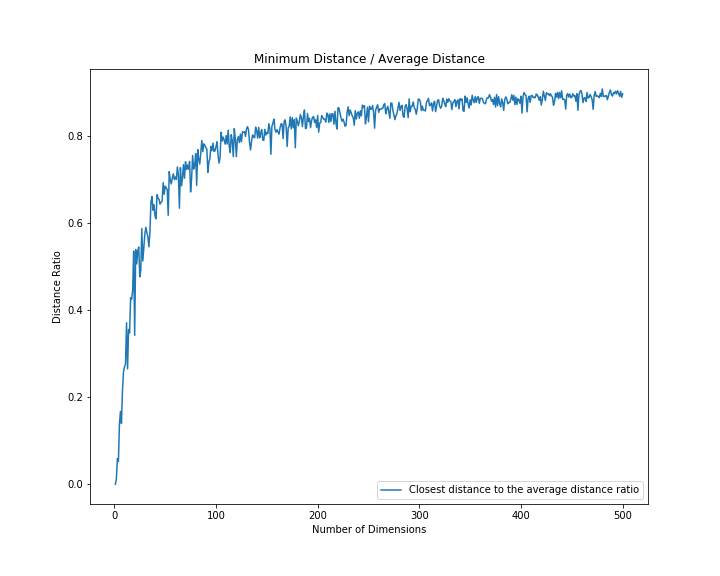 Minimum Distance / Average Distance
Distance Ratio
0.8
0.6
0.4
0.2
0.0
Closest distance to the average distance ratio
0 100 200 300 400 500
Number of Dimensions